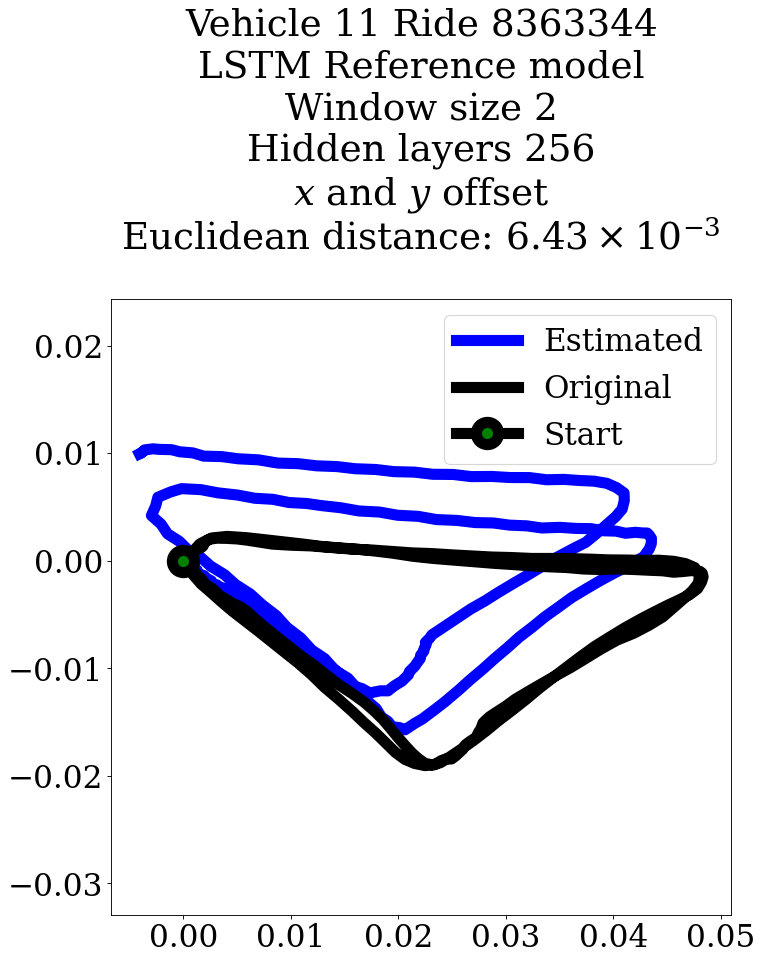 Vehicle 11 Ride 8363344
LSTM Reference model
Window size 2
Hidden layers 256
x and y offset
Euclidean distance: 6.43 × 10⁻³
Estimated
Original
Start
0.02
0.01
0.00
−0.01
−0.02
−0.03
0.00 0.01 0.02 0.03 0.04 0.05